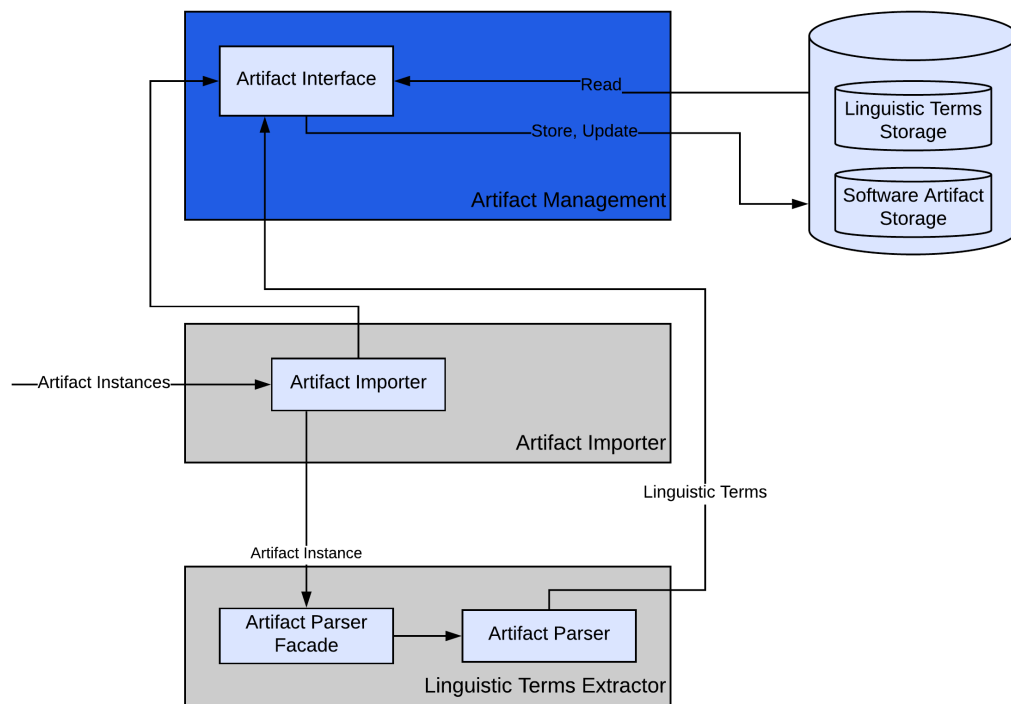 Artifact Interface
Read
Linguistic Terms
Storage
Store, Update
Software Artifact
Storage
Artifact Management
Artifact Instances
Artifact Importer
Artifact Importer
Linguistic Terms
Artifact Instance
Artifact Parser
Facade
Artifact Parser
Linguistic Terms Extractor